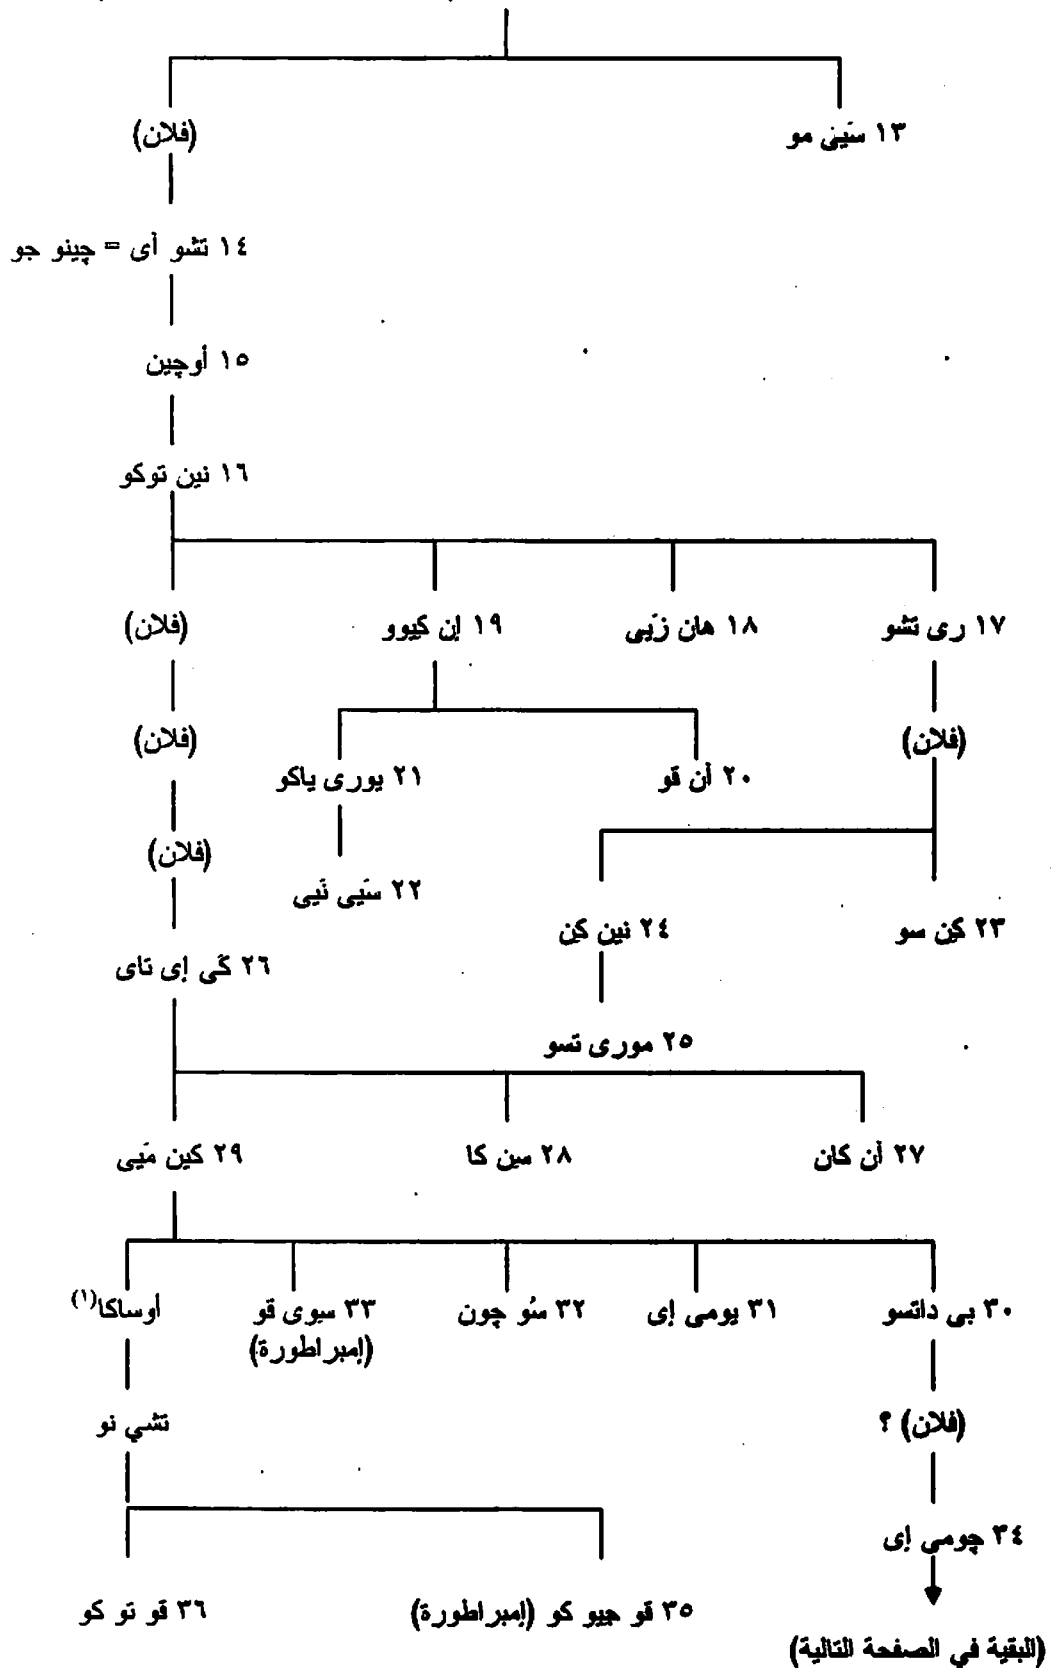 ١٣ سَيني مو
(فلان)
١٤ تشو أى = چينو جو
١٥ أوچين
١٦ نين توكو
١٧ رى تشو
١٨ هان زَيى
١٩ إن كيوو
(فلان)
(فلان)
٢٠ أن قو
٢١ يورى ياكو
(فلان)
(فلان)
٢٢ سَيى نَيى
٢٣ كِن سو
٢٤ نين كِن
٢٦ كَى إى تاى
٢٥ مورى تسو
٢٧ أن كان
٢٨ سين كا
٢٩ كين مَيى
٣٠ بى داتسو
٣١ يومى إى
٣٢ سُو چون
٣٣ سيوى قو
(إمبراطورة)
أوساكا(١)
(فلان) ؟
تشي نو
٣٤ چومى إى
٣٥ قو جيو كو (إمبراطورة)
٣٦ قو تو كو
(البقية في الصفحة التالية)